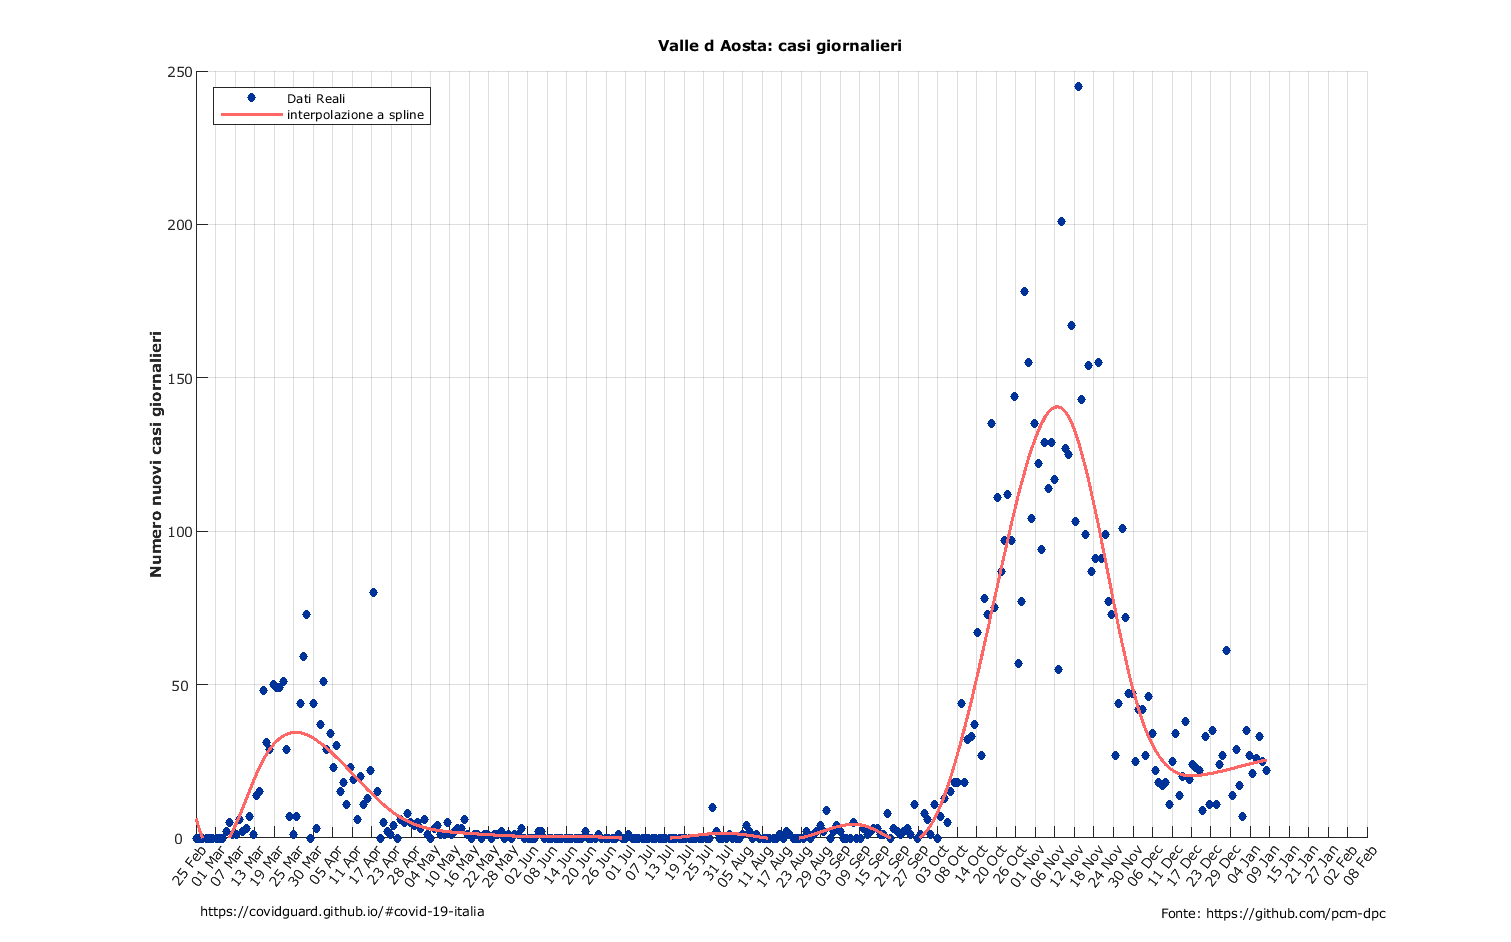 Valle d Aosta: casi giornalieri
250
Dati Reali
interpolazione a spline
200
150
100
50
0
Numero nuovi casi giornalieri
25 Feb
01 Mar
07 Mar
13 Mar
19 Mar
25 Mar
30 Mar
05 Apr
11 Apr
17 Apr
23 Apr
28 Apr
04 May
10 May
16 May
22 May
28 May
02 Jun
08 Jun
14 Jun
20 Jun
26 Jun
01 Jul
07 Jul
13 Jul
19 Jul
25 Jul
31 Jul
05 Aug
11 Aug
17 Aug
23 Aug
29 Aug
03 Sep
09 Sep
15 Sep
21 Sep
27 Sep
03 Oct
08 Oct
14 Oct
20 Oct
26 Oct
01 Nov
06 Nov
12 Nov
18 Nov
24 Nov
30 Nov
06 Dec
11 Dec
17 Dec
23 Dec
29 Dec
04 Jan
09 Jan
15 Jan
21 Jan
27 Jan
02 Feb
08 Feb
https://covidguard.github.io/#covid-19-italia
Fonte: https://github.com/pcm-dpc